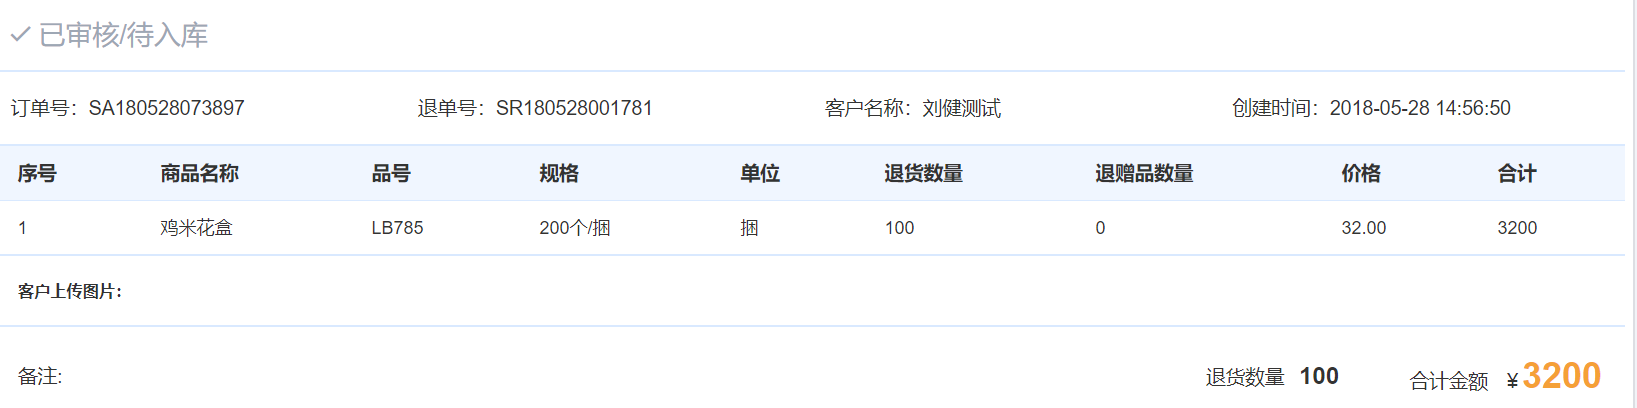 已审核/待入库
订单号：SA180528073897 退单号：SR180528001781 客户名称：刘健测试 创建时间：2018-05-28 14:56:50
序号 商品名称 品号 规格 单位 退货数量 退赠品数量 价格 合计
1 鸡米花盒 LB785 200个/捆 捆 100 0 32.00 3200
客户上传图片：
备注: 退货数量 100 合计金额 ¥3200